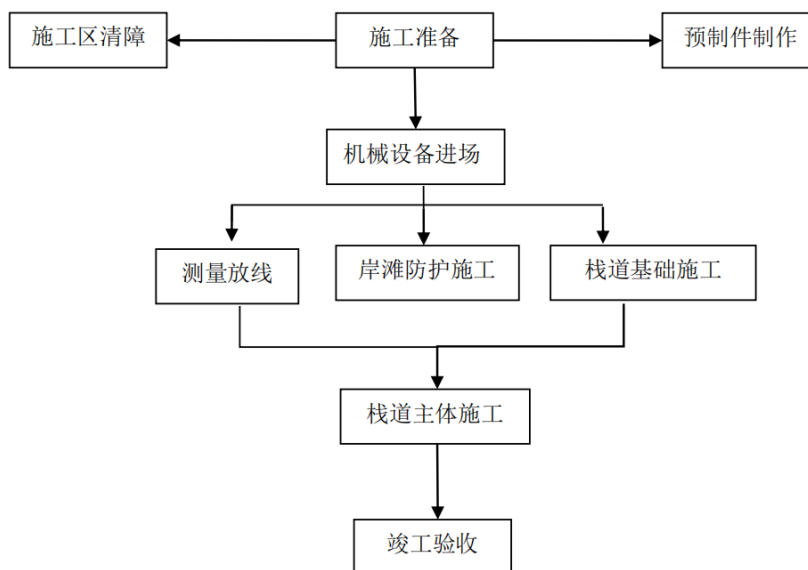 施工区清障
施工准备
预制件制作
机械设备进场
测量放线
岸滩防护施工
栈道基础施工
栈道主体施工
竣工验收